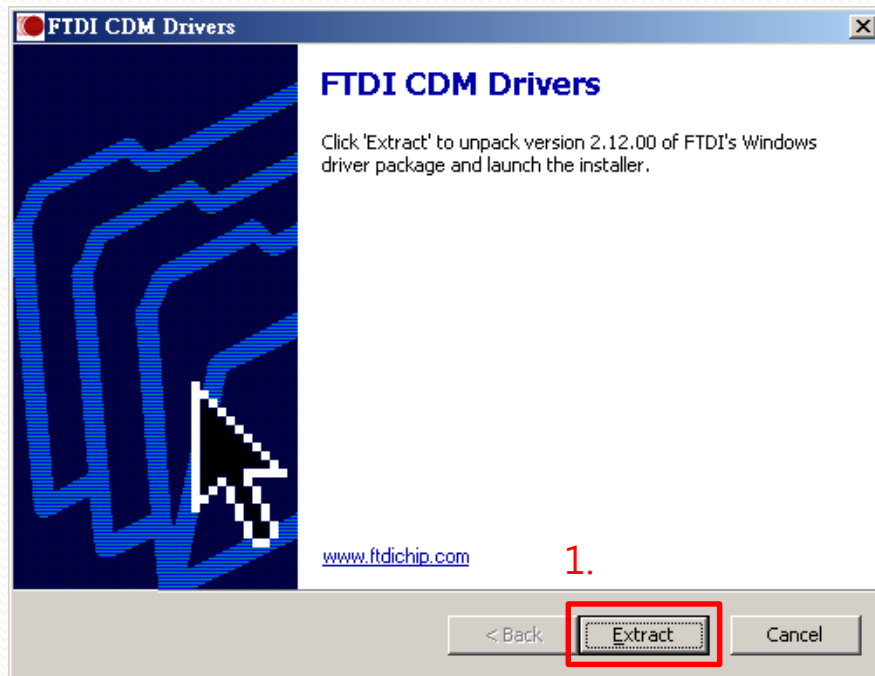 FTDI CDM Drivers
FTDI CDM Drivers
Click 'Extract' to unpack version 2.12.00 of FTDI's Windows
driver package and launch the installer.
www.ftdichip.com
1.
< Back
Extract
Cancel